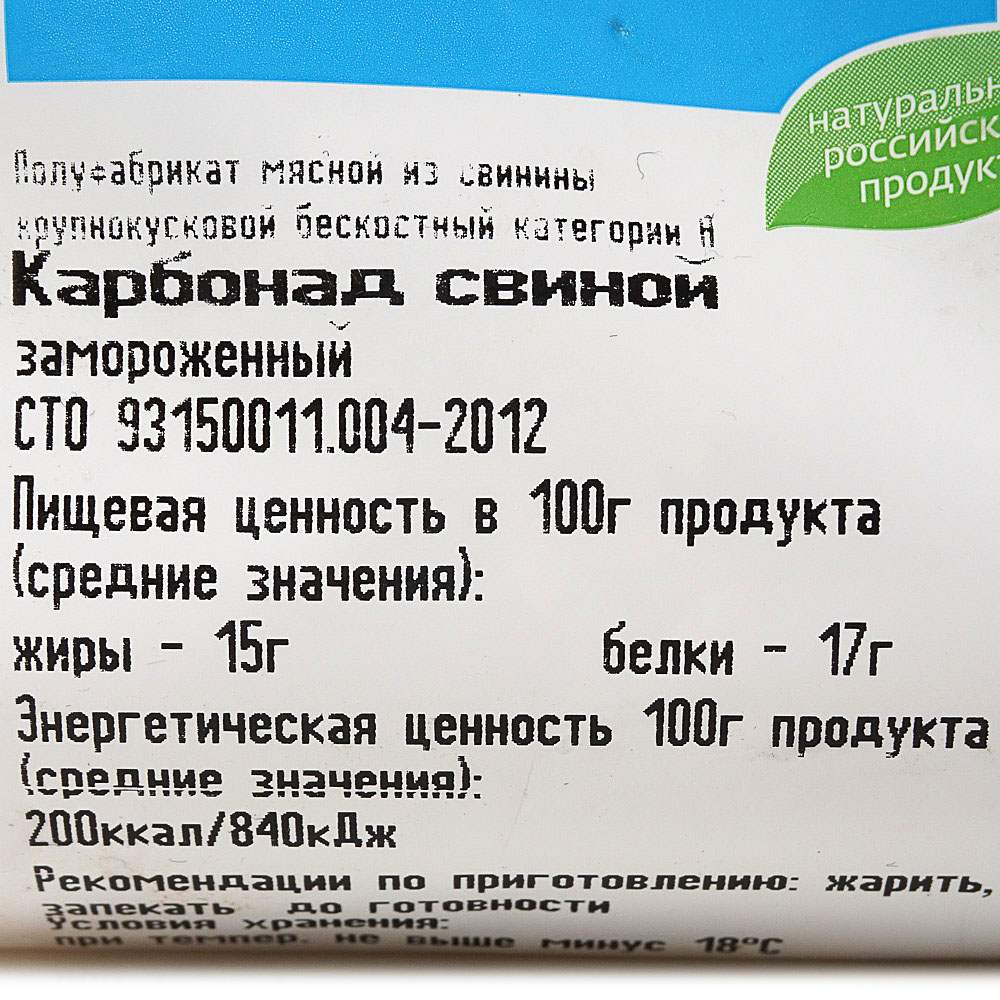 натуральн
российск
продук
Полуфабрикат мясной из свинины
крупнокусковой бескостный категории А
Карбонад свиной
замороженный
СТО 93150011.004-2012
Пищевая ценность в 100г продукта
(средние значения):
жиры - 15г белки - 17г
Энергетическая ценность 100г продукта
(средние значения):
200ккал/840кДж
Рекомендации по приготовлению: жарить,
запекать до готовности
Условия хранения:
при темпер. не выше минус 18°С